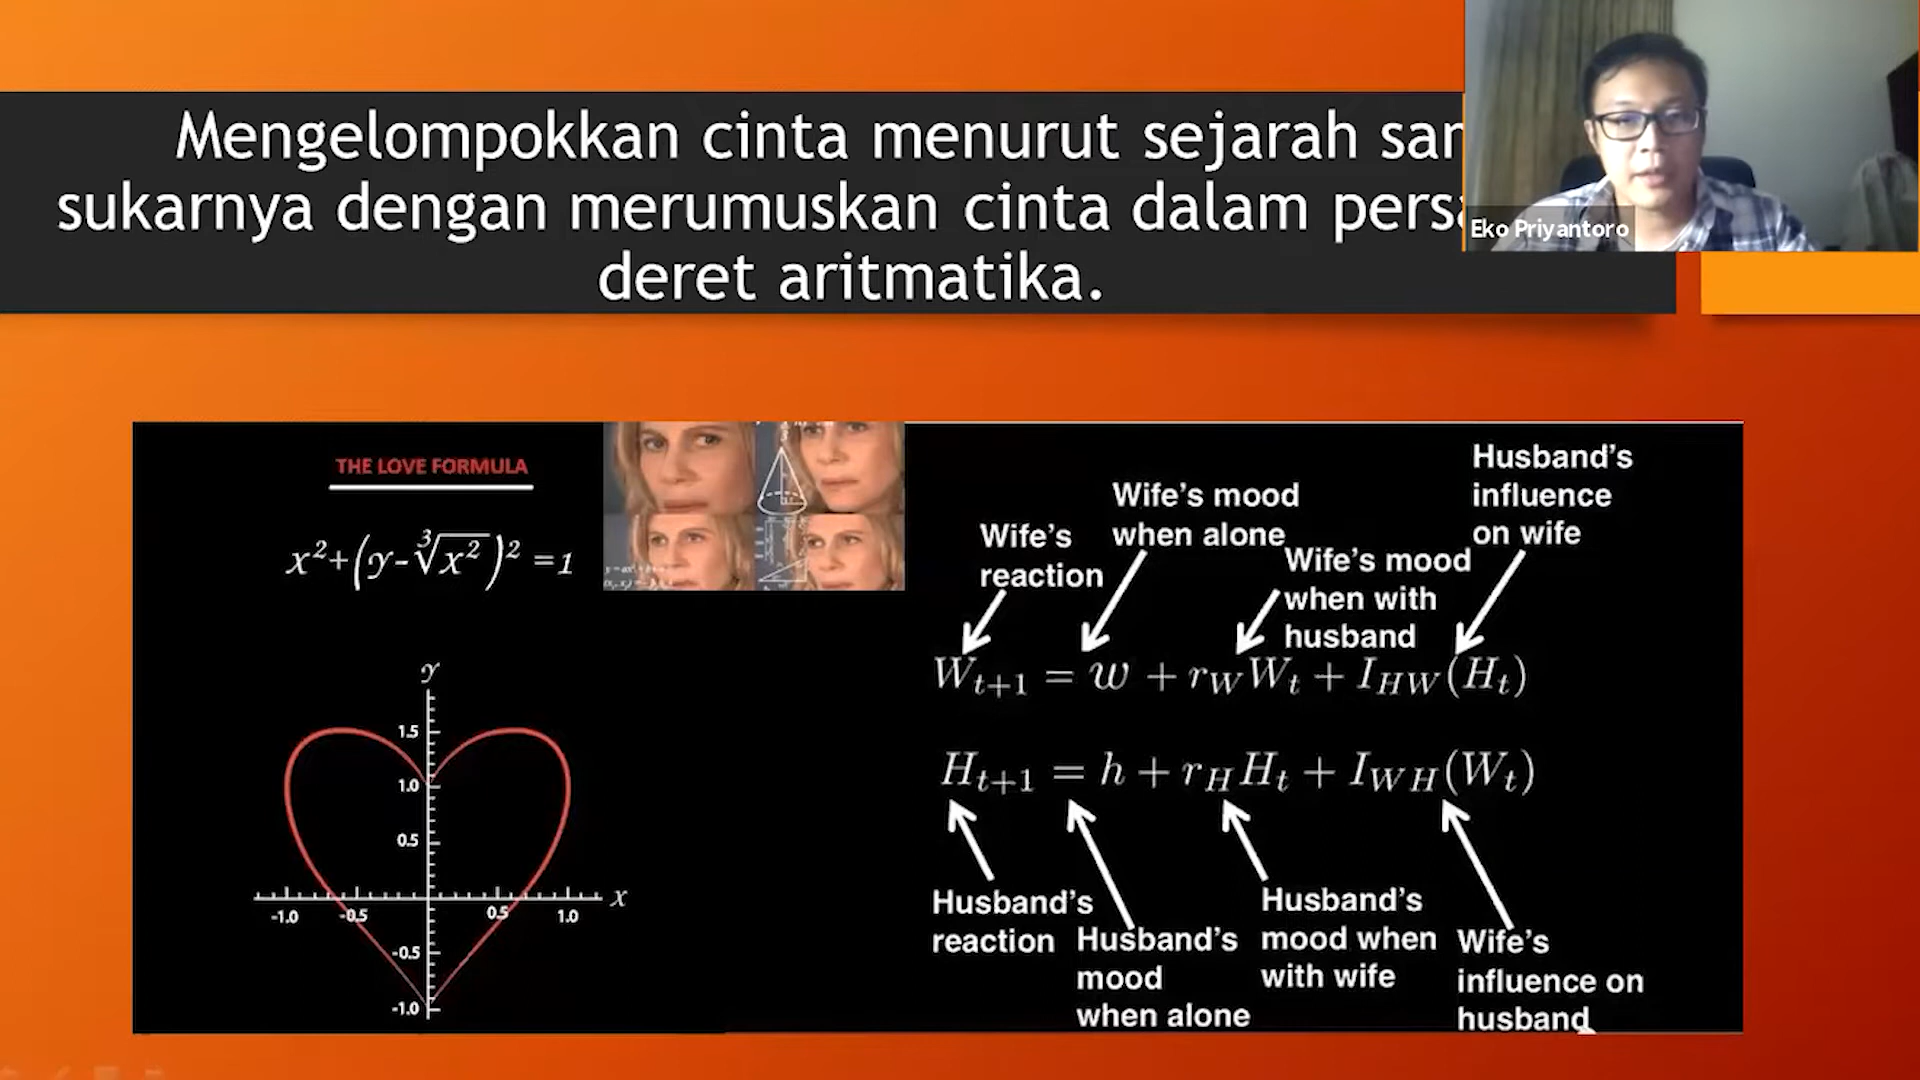 Mengelompokkan cinta menurut sejarah
sukarnya dengan merumuskan cinta dalam
deret aritmatika.
Eko Priyantoro
THE LOVE FORMULA
x²+(y-∛x²)²=1
y
1.5
1.0
0.5
-1.0 -0.5 0.5 1.0 x
-0.5
-1.0
Wife's reaction
Wife's mood
when alone
Wife's mood
when with
husband
Husband's
influence
on wife
W_{t+1} = w + r_W W_t + I_{HW}(H_t)
H_{t+1} = h + r_H H_t + I_{WH}(W_t)
Husband's
reaction
Husband's
mood
when alone
Husband's
mood when
with wife
Wife's
influence on
husband